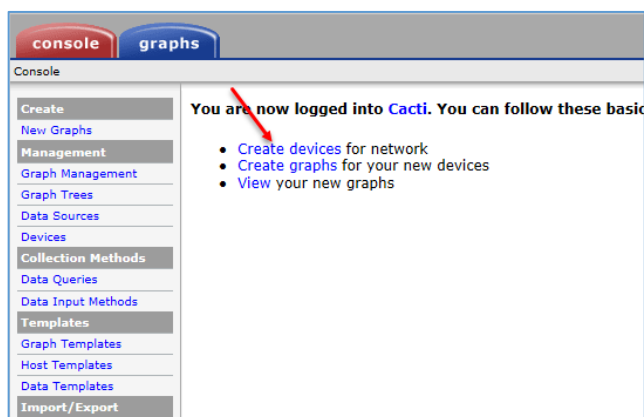 console graphs
Console
Create
New Graphs
Management
Graph Management
Graph Trees
Data Sources
Devices
Collection Methods
Data Queries
Data Input Methods
Templates
Graph Templates
Host Templates
Data Templates
Import/Export
You are now logged into Cacti. You can follow these basic
• Create devices for network
• Create graphs for your new devices
• View your new graphs